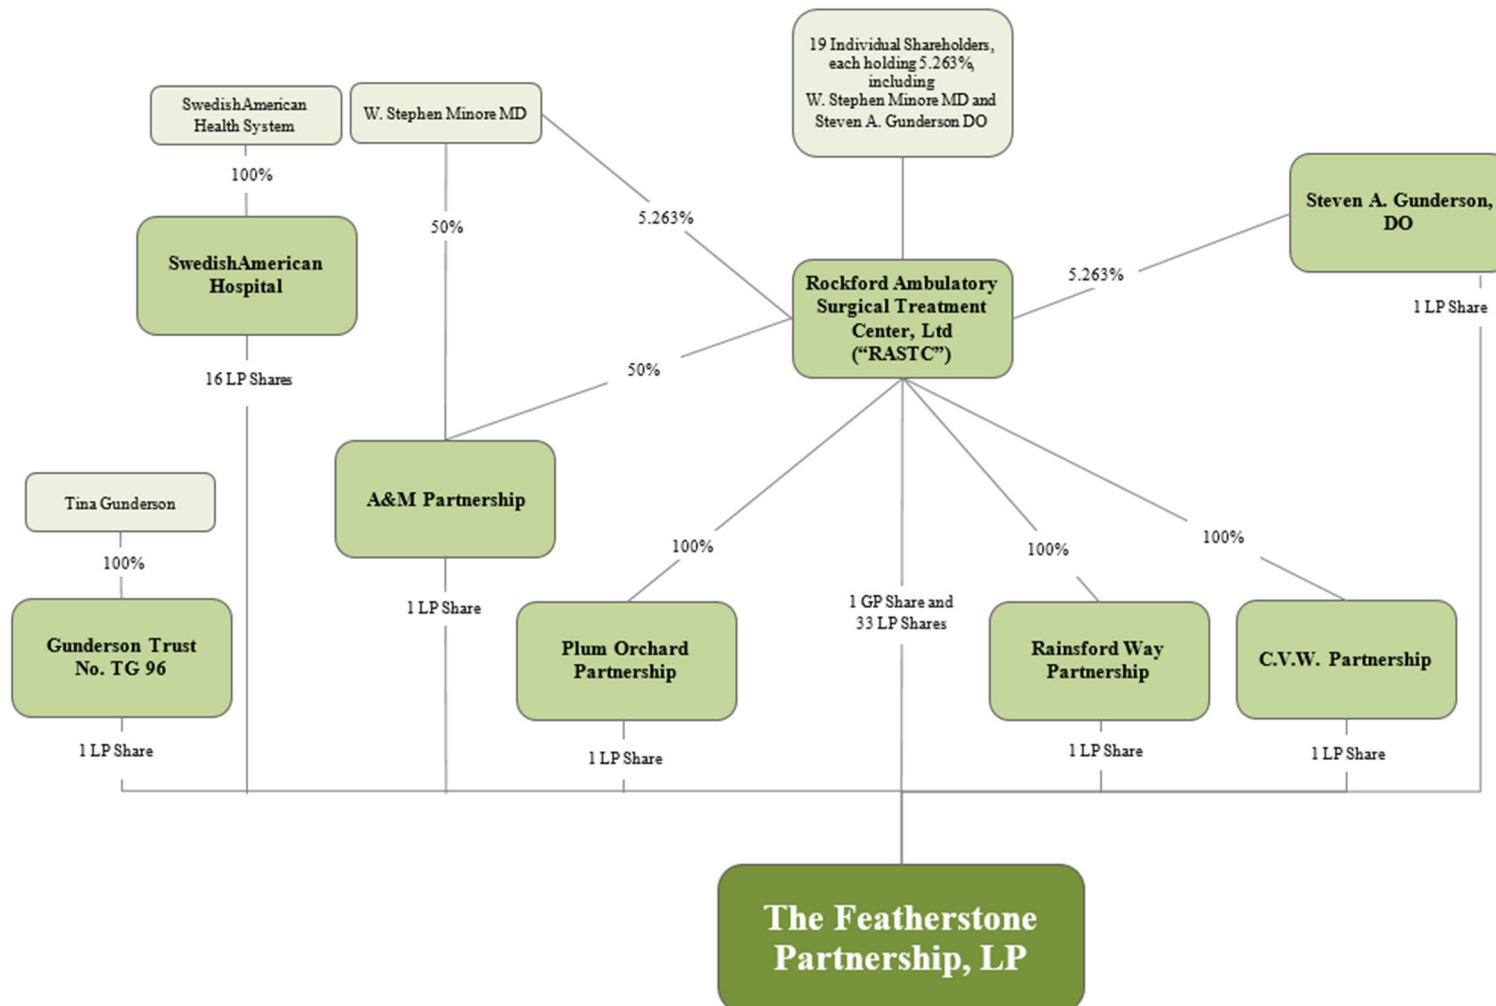 19 Individual Shareholders,
each holding 5.263%,
including
W. Stephen Minore MD and
Steven A. Gunderson DO
SwedishAmerican
Health System
W. Stephen Minore MD
100%
50%
5.263%
Steven A. Gunderson,
DO
SwedishAmerican
Hospital
Rockford Ambulatory
Surgical Treatment
Center, Ltd
(“RASTC”)
5.263%
1 LP Share
16 LP Shares
50%
Tina Gunderson
A&M Partnership
100%
100%
100%
100%
1 LP Share
1 GP Share and
33 LP Shares
Gunderson Trust
No. TG 96
Plum Orchard
Partnership
Rainsford Way
Partnership
C.V.W. Partnership
1 LP Share
1 LP Share
1 LP Share
1 LP Share
The Featherstone
Partnership, LP